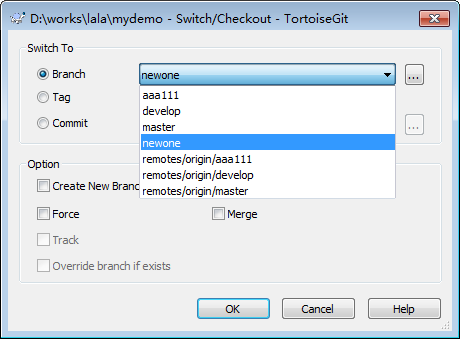 D:\works\lala\mydemo - Switch/Checkout - TortoiseGit
Switch To
Branch
newone
...
Tag
Commit
...
aaa111
develop
master
newone
remotes/origin/aaa111
remotes/origin/develop
remotes/origin/master
Option
Create New Branc
Force
Merge
Track
Override branch if exists
OK
Cancel
Help